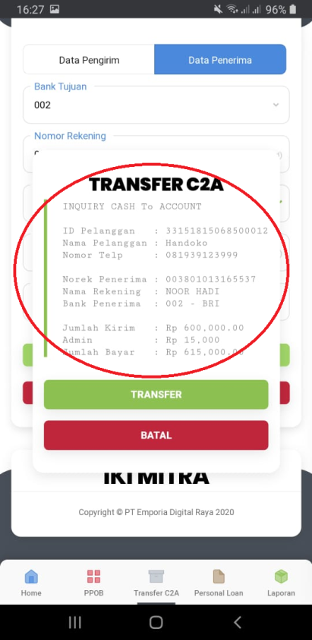 16:27
96%
Data Pengirim
Data Penerima
Bank Tujuan
002
Nomor Rekening
TRANSFER C2A
INQUIRY CASH To ACCOUNT
ID Pelanggan : 33151815068500012
Nama Pelanggan : Handoko
Nomor Telp : 081939123999
Norek Penerima : 003801013165537
Nama Rekening : NOOR HADI
Bank Penerima : 002 - BRI
Jumlah Kirim : Rp 600,000.00
Admin : Rp 15,000
Jumlah Bayar : Rp 615,000.00
TRANSFER
BATAL
IKI MITRA
Copyright © PT Emporia Digital Raya 2020
Home
PPOB
Transfer C2A
Personal Loan
Laporan